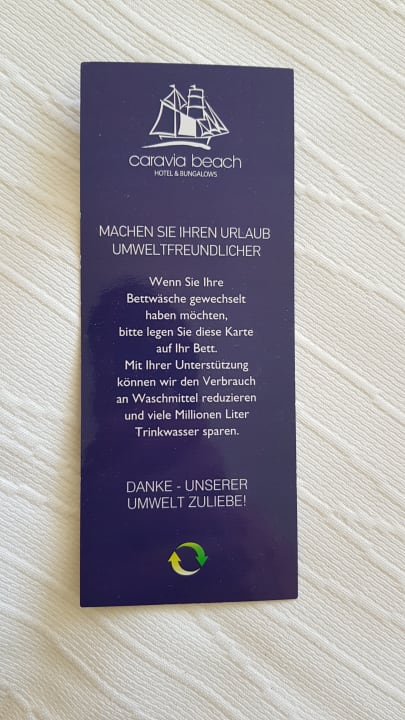 caravia beach
HOTEL & BUNGALOWS
MACHEN SIE IHREN URLAUB
UMWELTFREUNDLICHER
Wenn Sie Ihre
Bettwäsche gewechselt
haben möchten,
bitte legen Sie diese Karte
auf Ihr Bett.
Mit Ihrer Unterstützung
können wir den Verbrauch
an Waschmittel reduzieren
und viele Millionen Liter
Trinkwasser sparen.
DANKE - UNSERER
UMWELT ZULIEBE!